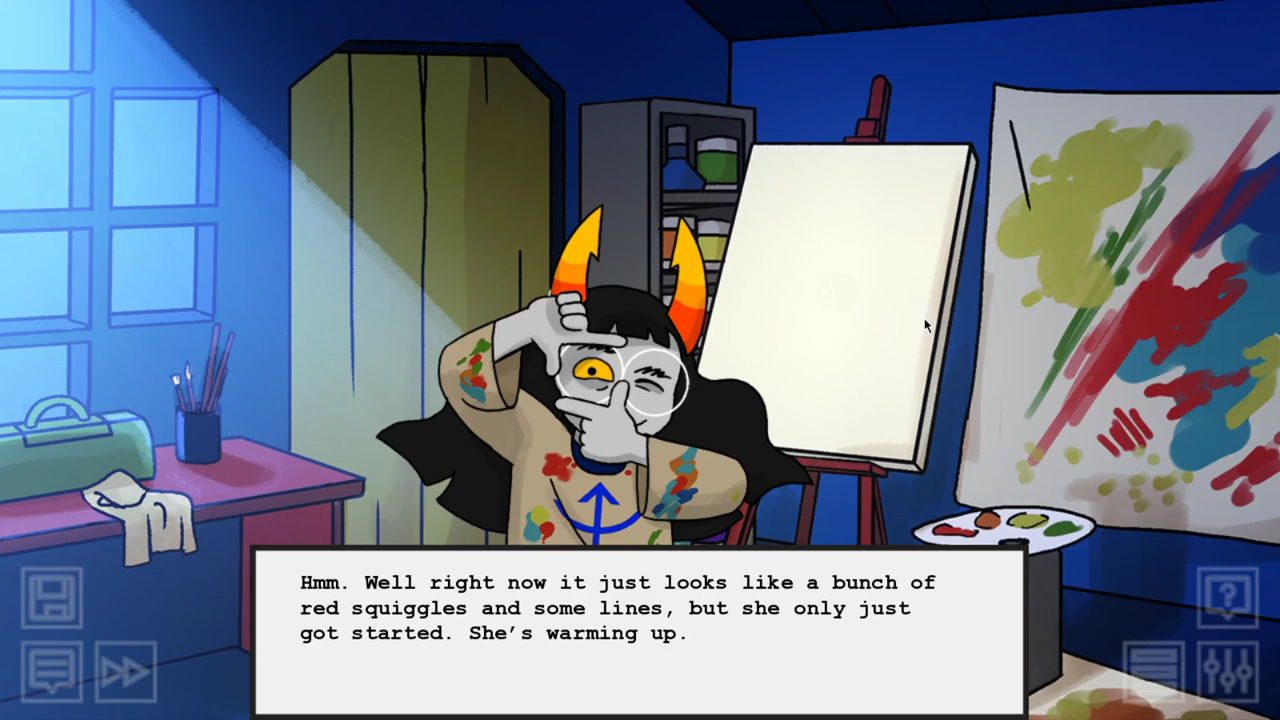 Hmm. Well right now it just looks like a bunch of
red squiggles and some lines, but she only just
got started. She’s warming up.
?